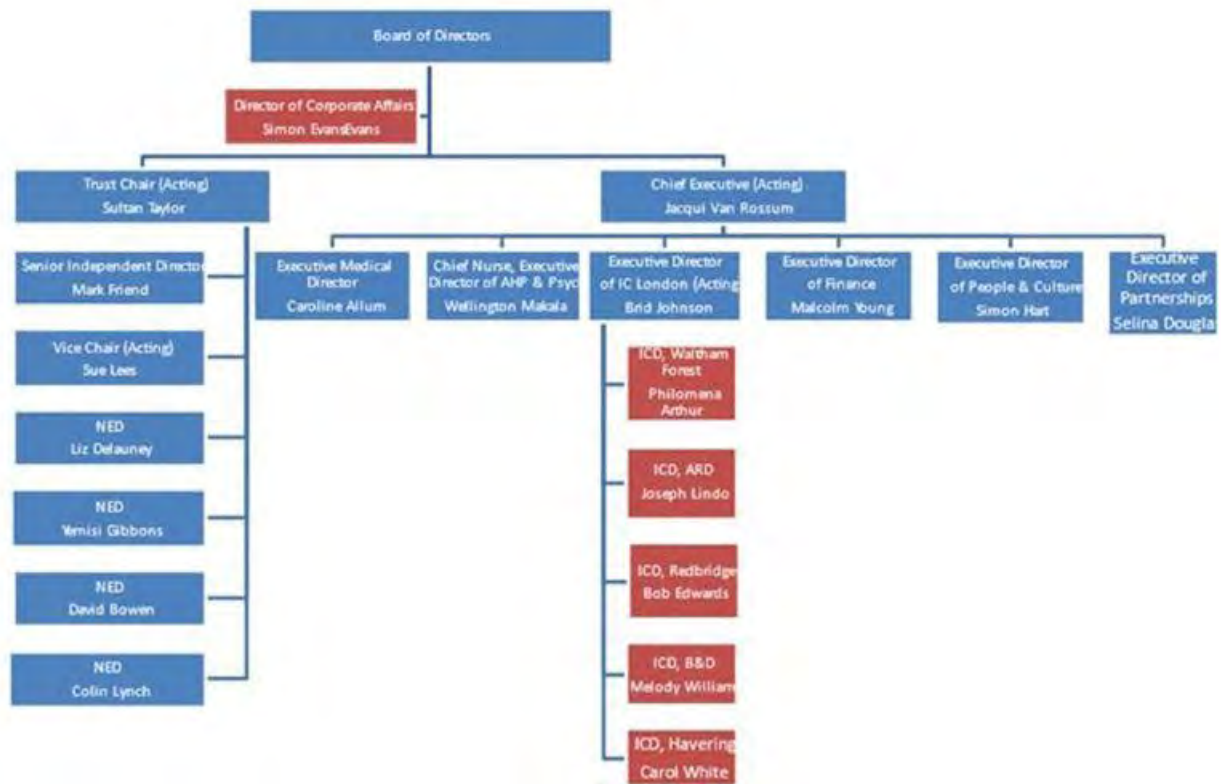 Board of Directors
Director of Corporate Affairs
Simon EvansEvans
Trust Chair (Acting)
Sultan Taylor
Chief Executive (Acting)
Jacqui Van Rossum
Senior Independent Director
Mark Friend
Vice Chair (Acting)
Sue Lees
NED
Liz Delauney
NED
Yemisi Gibbons
NED
David Bowen
NED
Colin Lynch
Executive Medical
Director
Caroline Allum
Chief Nurse, Executive
Director of AHP & Psyc
Wellington Makala
Executive Director
of IC London (Acting
Brid Johnson
Executive Director
of Finance
Malcolm Young
Executive Director
of People & Culture
Simon Hart
Executive
Director of
Partnerships
Selina Dougla
ICD, Waltham
Forest
Philomena
Arthur
ICD, ARD
Joseph Lindo
ICD, Redbridge
Bob Edwards
ICD, B&D
Melody William
ICD, Havering
Carol White